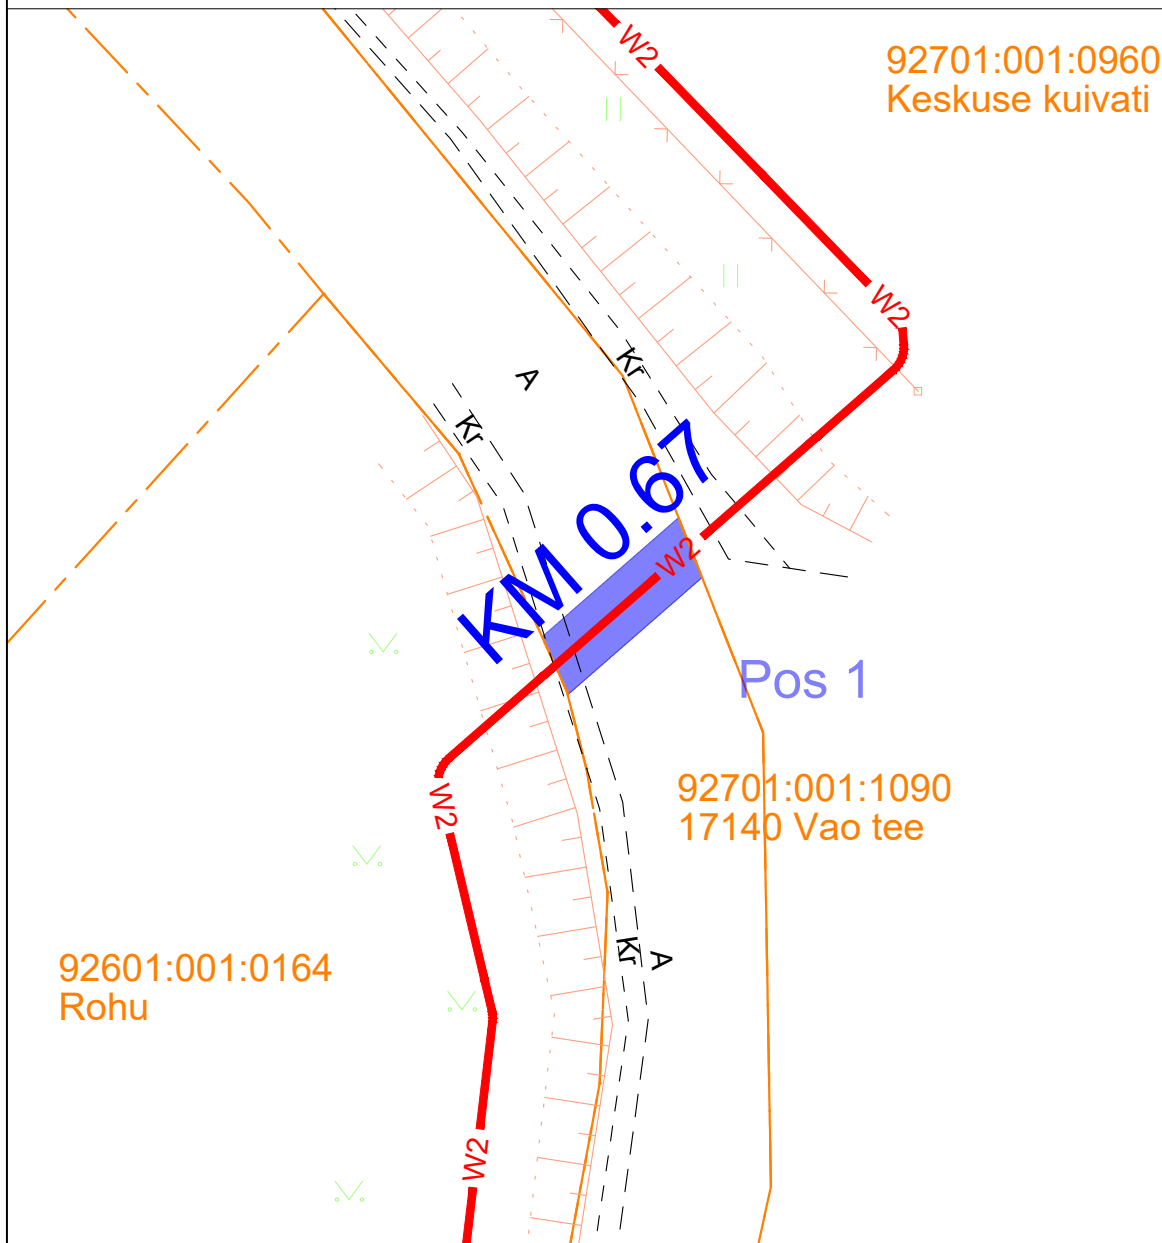 W2
92701:001:0960
Keskuse kuivati
W2
Kr
A
Kr
KM 0.67
W2
Pos 1
92701:001:1090
17140 Vao tee
W2
Kr
A
92601:001:0164
Rohu
W2